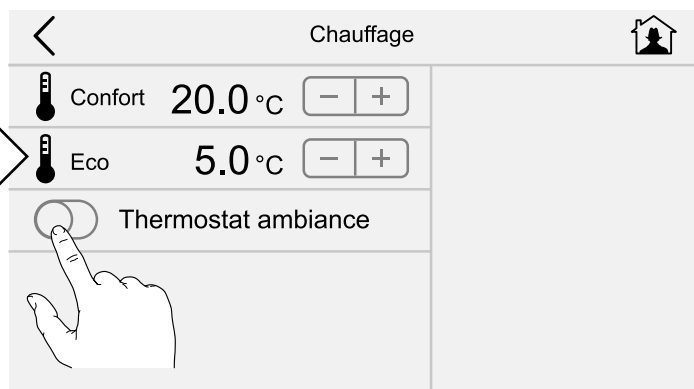 Chauffage
Confort 20.0 °C − +
Eco 5.0 °C − +
Thermostat ambiance